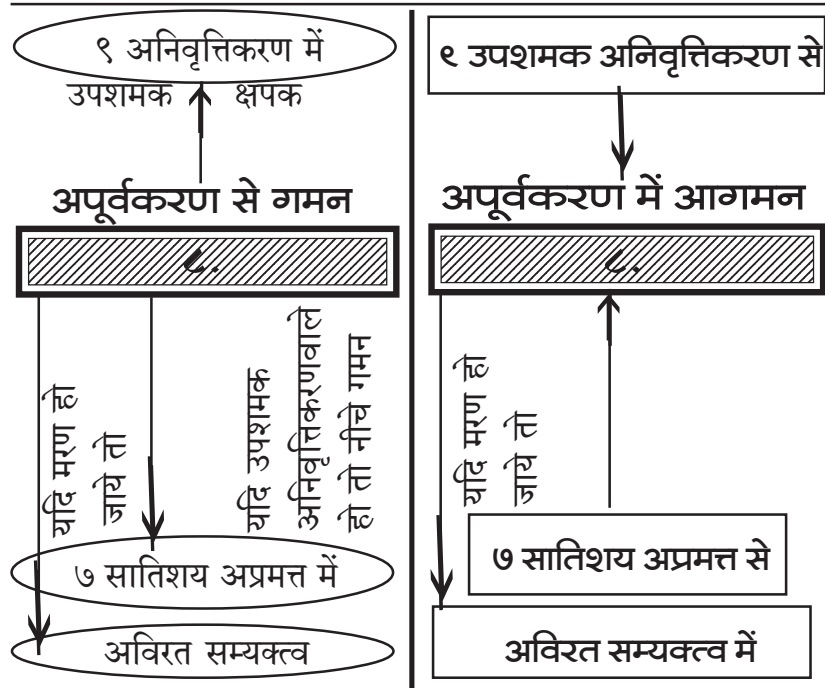 ९ अनिवृत्तिकरण में
उपशमक क्षपक
अपूर्वकरण से गमन
८.
यदि मरण हो
जाये तो
यदि उपशमक
अनिवृत्तिकरणवाले
हो तो नीचे गमन
७ सातिशय अप्रमत्त में
अविरत सम्यक्त्व
९ उपशमक अनिवृत्तिकरण से
अपूर्वकरण में आगमन
८.
यदि मरण हो
जाये तो
७ सातिशय अप्रमत्त से
अविरत सम्यक्त्व में